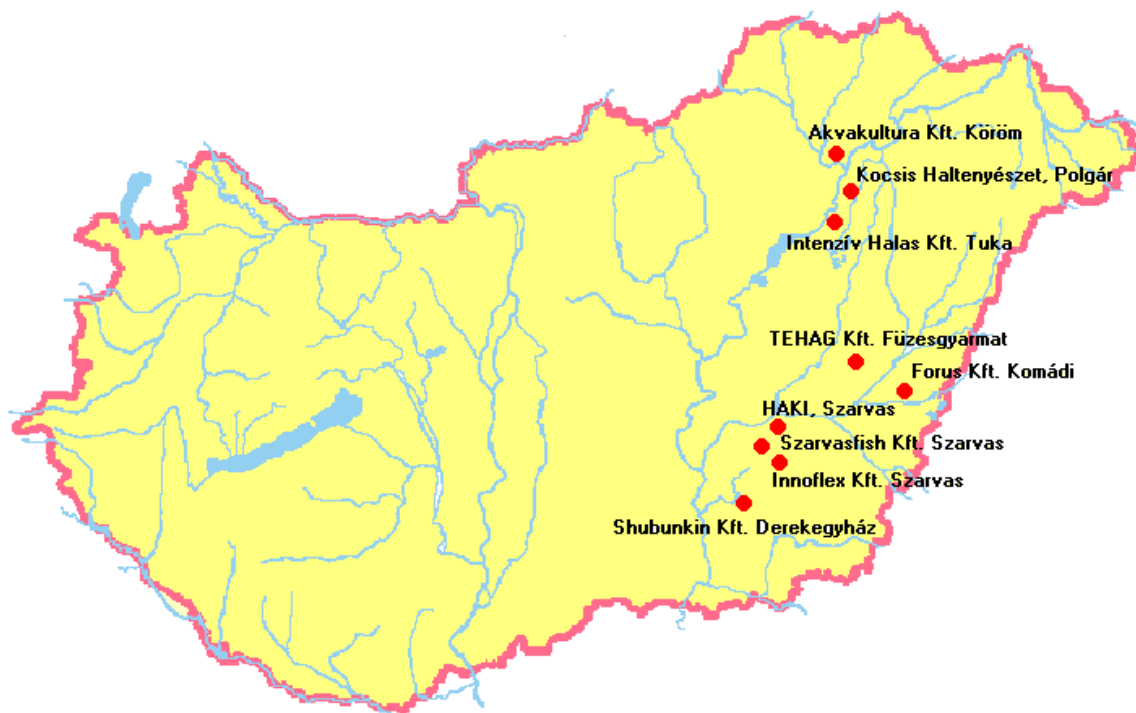 Akvakultura Kft. Köröm
Kocsis Haltenyészet, Polgár
Intenzív Halas Kft. Tuka
TEHAG Kft. Füzesgyarmat
Forus Kft. Komádi
HAKI, Szarvas
Szarvasfish Kft. Szarvas
Innoflex Kft. Szarvas
Shubunkin Kft. Derekegyház